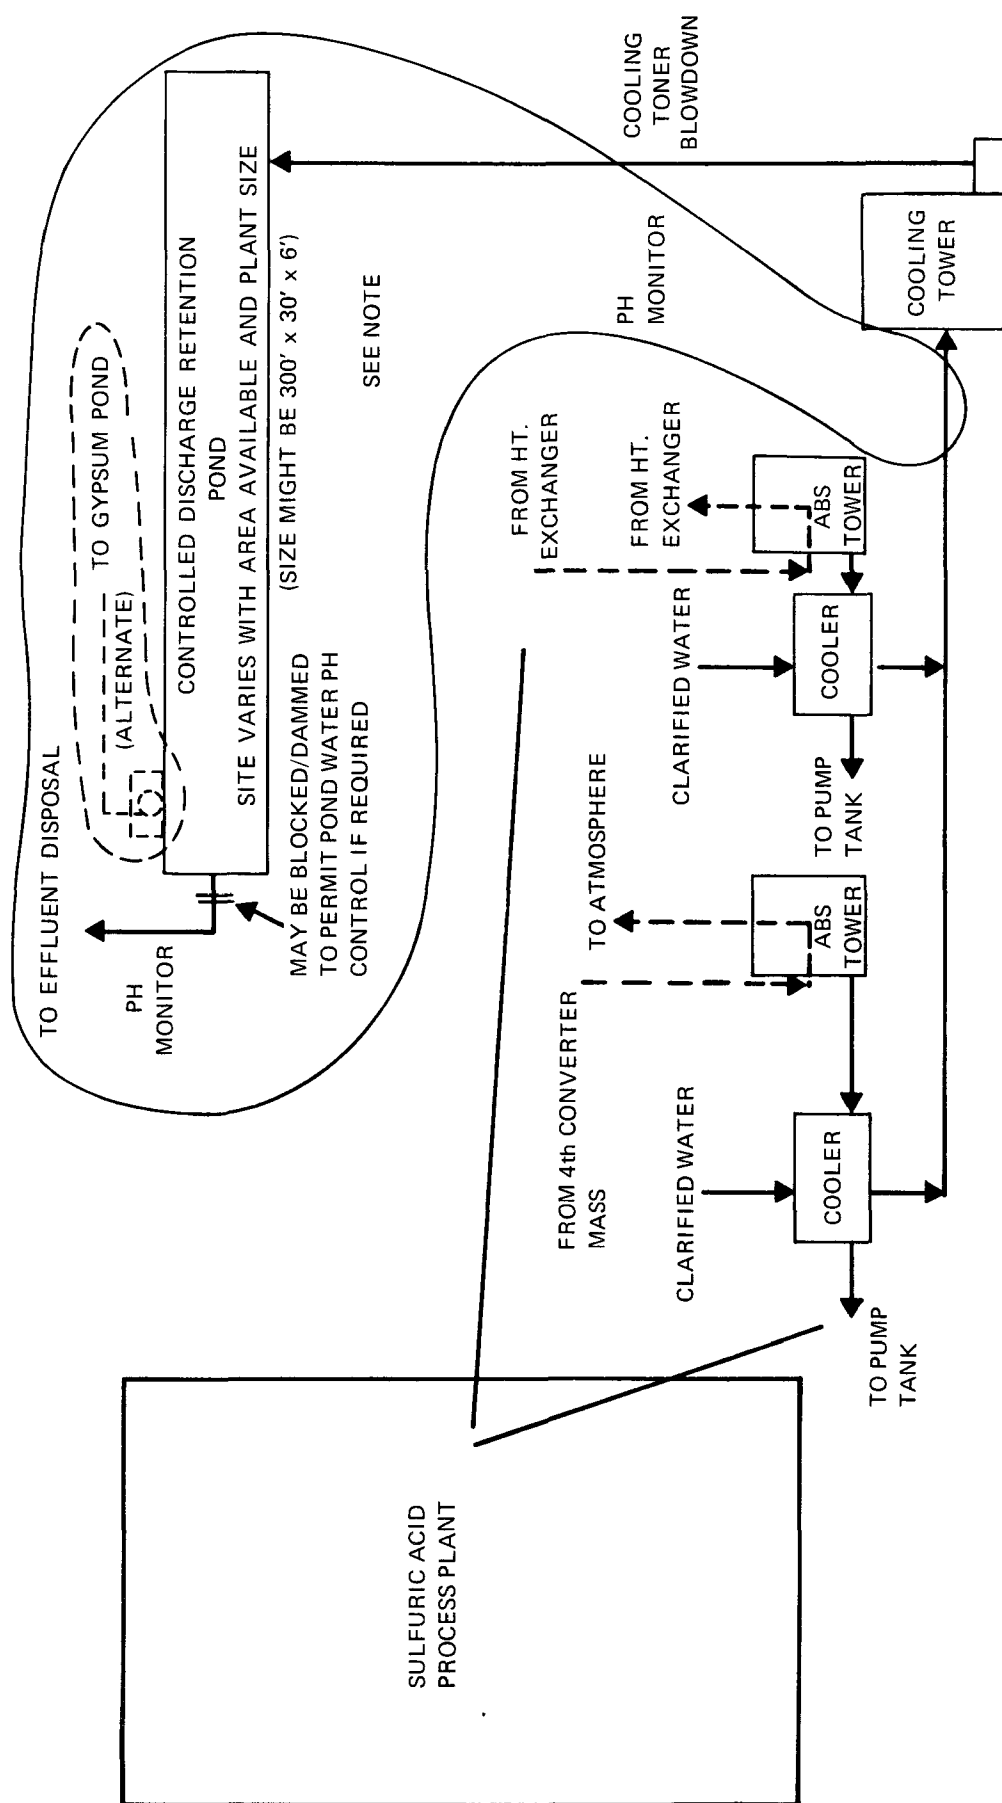 TO EFFLUENT DISPOSAL
PH
MONITOR
TO GYPSUM POND
(ALTERNATE)
CONTROLLED DISCHARGE RETENTION
POND
SITE VARIES WITH AREA AVAILABLE AND PLANT SIZE
(SIZE MIGHT BE 300' x 30' x 6')
MAY BE BLOCKED/DAMMED
TO PERMIT POND WATER PH
CONTROL IF REQUIRED
SEE NOTE
COOLING
TONER
BLOWDOWN
PH
MONITOR
COOLING
TOWER
FROM HT.
EXCHANGER
FROM HT.
EXCHANGER
ABS
TOWER
CLARIFIED WATER
COOLER
TO PUMP
TANK
TO ATMOSPHERE
FROM 4th CONVERTER
MASS
ABS
TOWER
CLARIFIED WATER
COOLER
TO PUMP
TANK
SULFURIC ACID
PROCESS PLANT